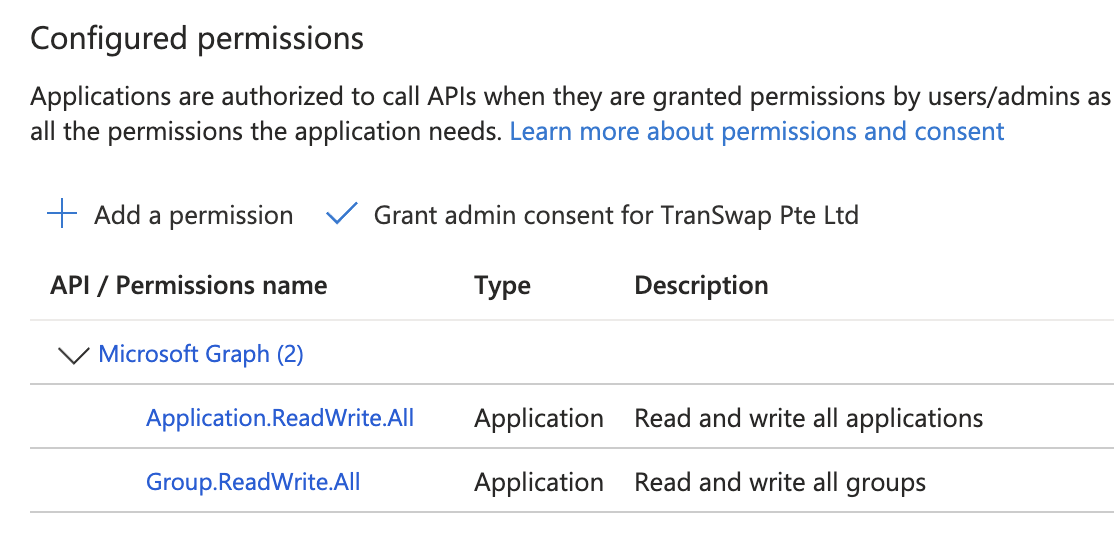 Configured permissions
Applications are authorized to call APIs when they are granted permissions by users/admins as
all the permissions the application needs. Learn more about permissions and consent
Add a permission Grant admin consent for TranSwap Pte Ltd
API / Permissions name Type Description
Microsoft Graph (2)
Application.ReadWrite.All Application Read and write all applications
Group.ReadWrite.All Application Read and write all groups